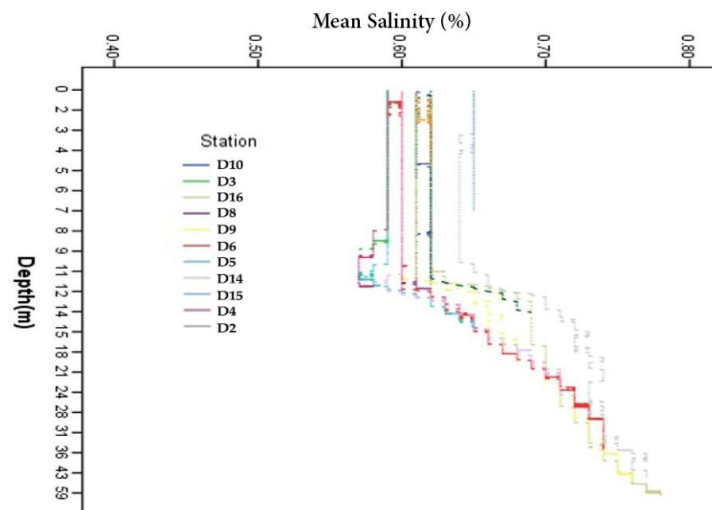 Mean Salinity (%)
0.40 0.50 0.60 0.70 0.80
Depth(m)
0
2
3
4
5
6
7
8
9
11
12
14
15
18
21
24
28
31
36
43
59
Station
D10
D3
D16
D8
D9
D6
D5
D14
D15
D4
D2